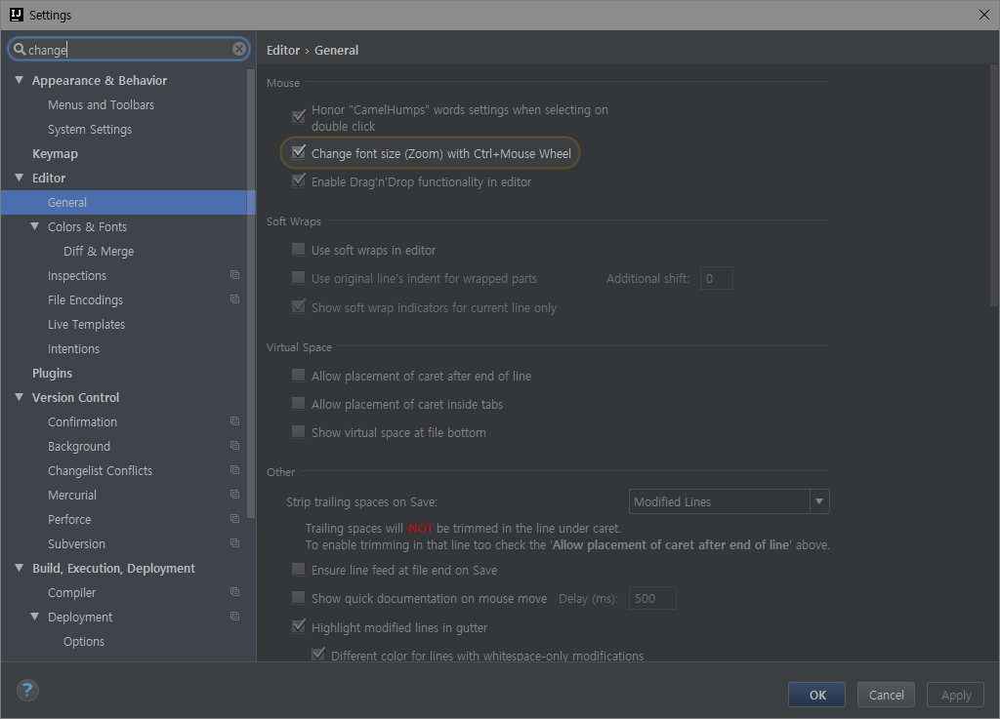 IJ Settings
change
Appearance & Behavior
Menus and Toolbars
System Settings
Keymap
Editor
General
Colors & Fonts
Diff & Merge
Inspections
File Encodings
Live Templates
Intentions
Plugins
Version Control
Confirmation
Background
Changelist Conflicts
Mercurial
Perforce
Subversion
Build, Execution, Deployment
Compiler
Deployment
Options
Editor › General
Mouse
Honor "CamelHumps" words settings when selecting on
double click
Change font size (Zoom) with Ctrl+Mouse Wheel
Enable Drag'n'Drop functionality in editor
Soft Wraps
Use soft wraps in editor
Use original line's indent for wrapped parts Additional shift: 0
Show soft wrap indicators for current line only
Virtual Space
Allow placement of caret after end of line
Allow placement of caret inside tabs
Show virtual space at file bottom
Other
Strip trailing spaces on Save: Modified Lines
Trailing spaces will NOT be trimmed in the line under caret.
To enable trimming in that line too check the 'Allow placement of caret after end of line' above.
Ensure line feed at file end on Save
Show quick documentation on mouse move Delay (ms): 500
Highlight modified lines in gutter
Different color for lines with whitespace-only modifications
? OK Cancel Apply